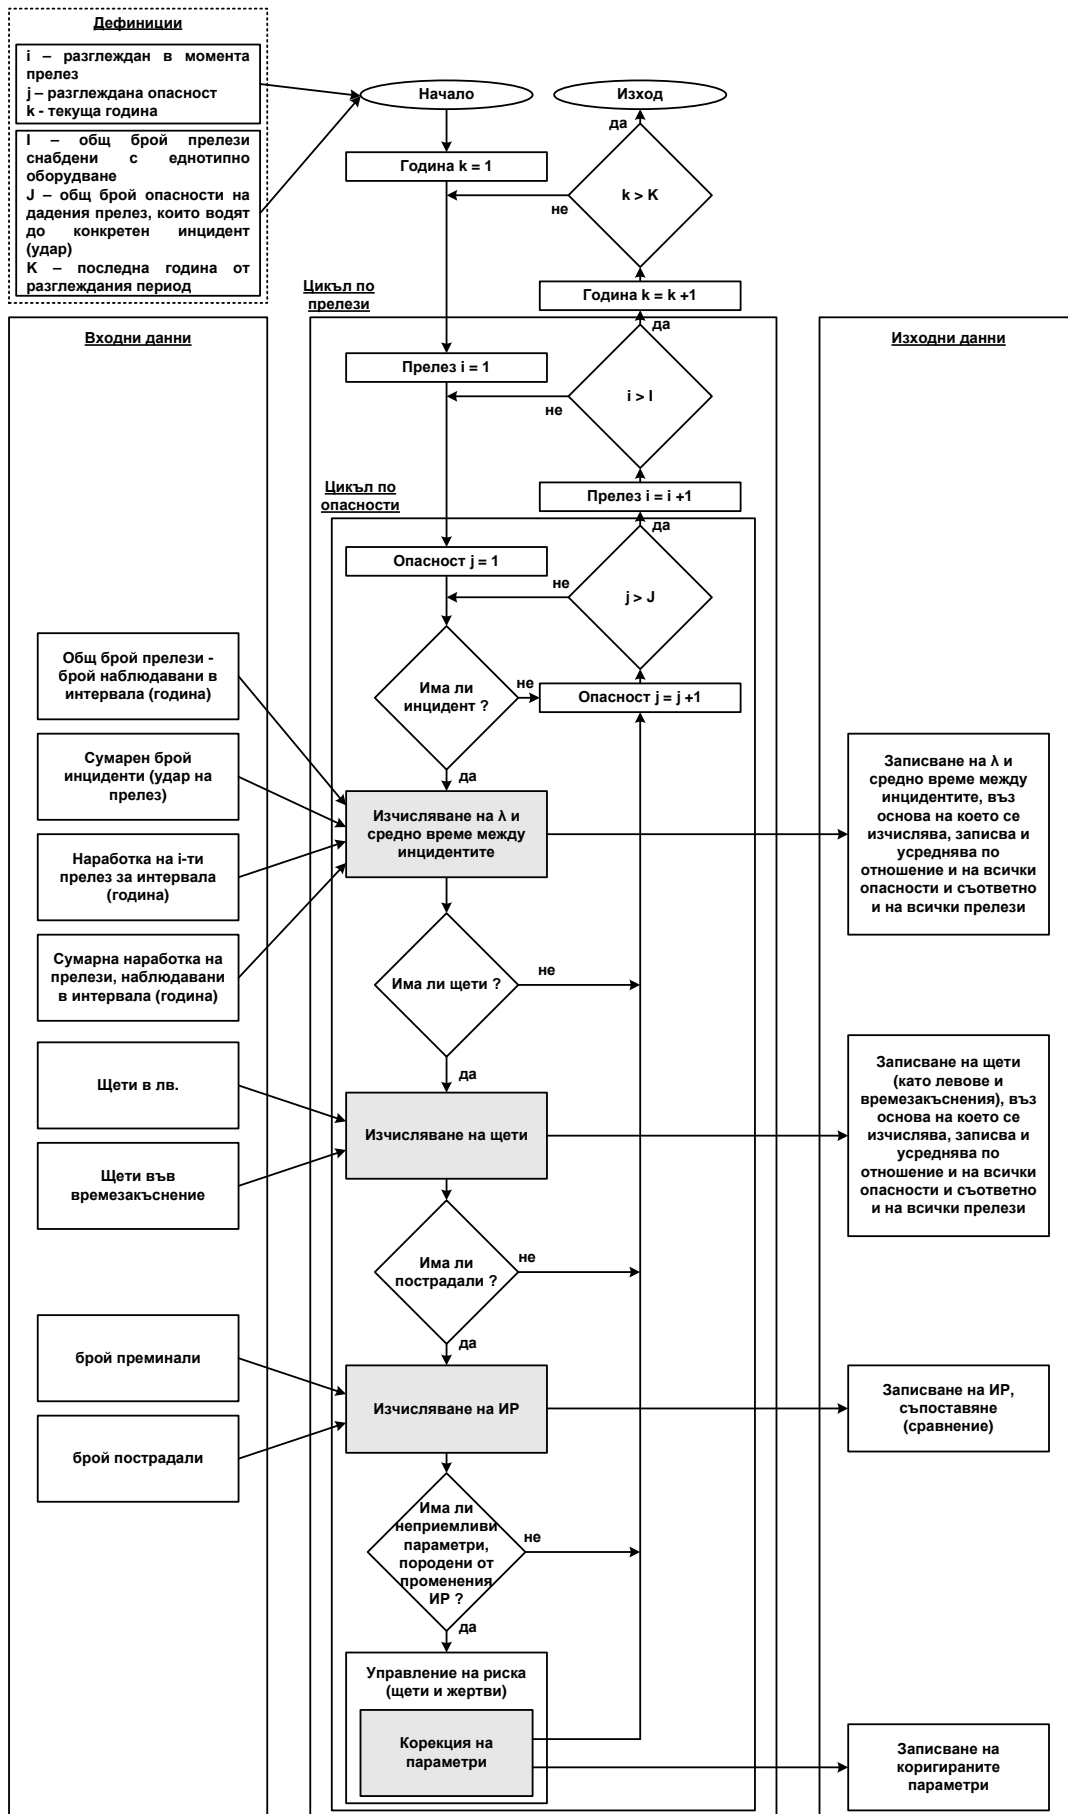 Дефиниции
i – разглеждан в момента
прелез
j – разглеждана опасност
k - текуща година
I – общ брой прелези
снабдени с еднотипно
оборудване
J – общ брой опасности на
дадения прелез, които водят
до конкретен инцидент
(удар)
K – последна година от
разглеждания период
Начало
Изход
да
Година k = 1
k > K
не
Година k = k +1
Цикъл по
прелези
Входни данни
Изходни данни
да
Прелез i = 1
i > I
не
Прелез i = i +1
Цикъл по
опасности
да
Опасност j = 1
j > J
не
Общ брой прелези -
брой наблюдавани в
интервала (година)
Има ли
инцидент ?
не
Опасност j = j +1
да
Сумарен брой
инциденти (удар на
прелез)
Изчисляване на λ и
средно време между
инцидентите
Записване на λ и
средно време между
инцидентите, въз
основа на което се
изчислява, записва и
усреднява по
отношение и на всички
опасности и съответно
и на всички прелези
Наработка на i-ти
прелез за интервала
(година)
Сумарна наработка на
прелези, наблюдавани
в интервала (година)
Има ли щети ?
не
да
Щети в лв.
Изчисляване на щети
Записване на щети
(като левове и
времезакъснения), въз
основа на което се
изчислява, записва и
усреднява по
отношение и на всички
опасности и съответно
и на всички прелези
Щети във
времезакъснение
Има ли
пострадали ?
не
да
брой преминали
Изчисляване на ИР
Записване на ИР,
съпоставяне
(сравнение)
брой пострадали
Има ли
неприемливи
параметри,
породени от
променения
ИР ?
не
да
Управление на риска
(щети и жертви)
Корекция на
параметри
Записване на
коригираните
параметри